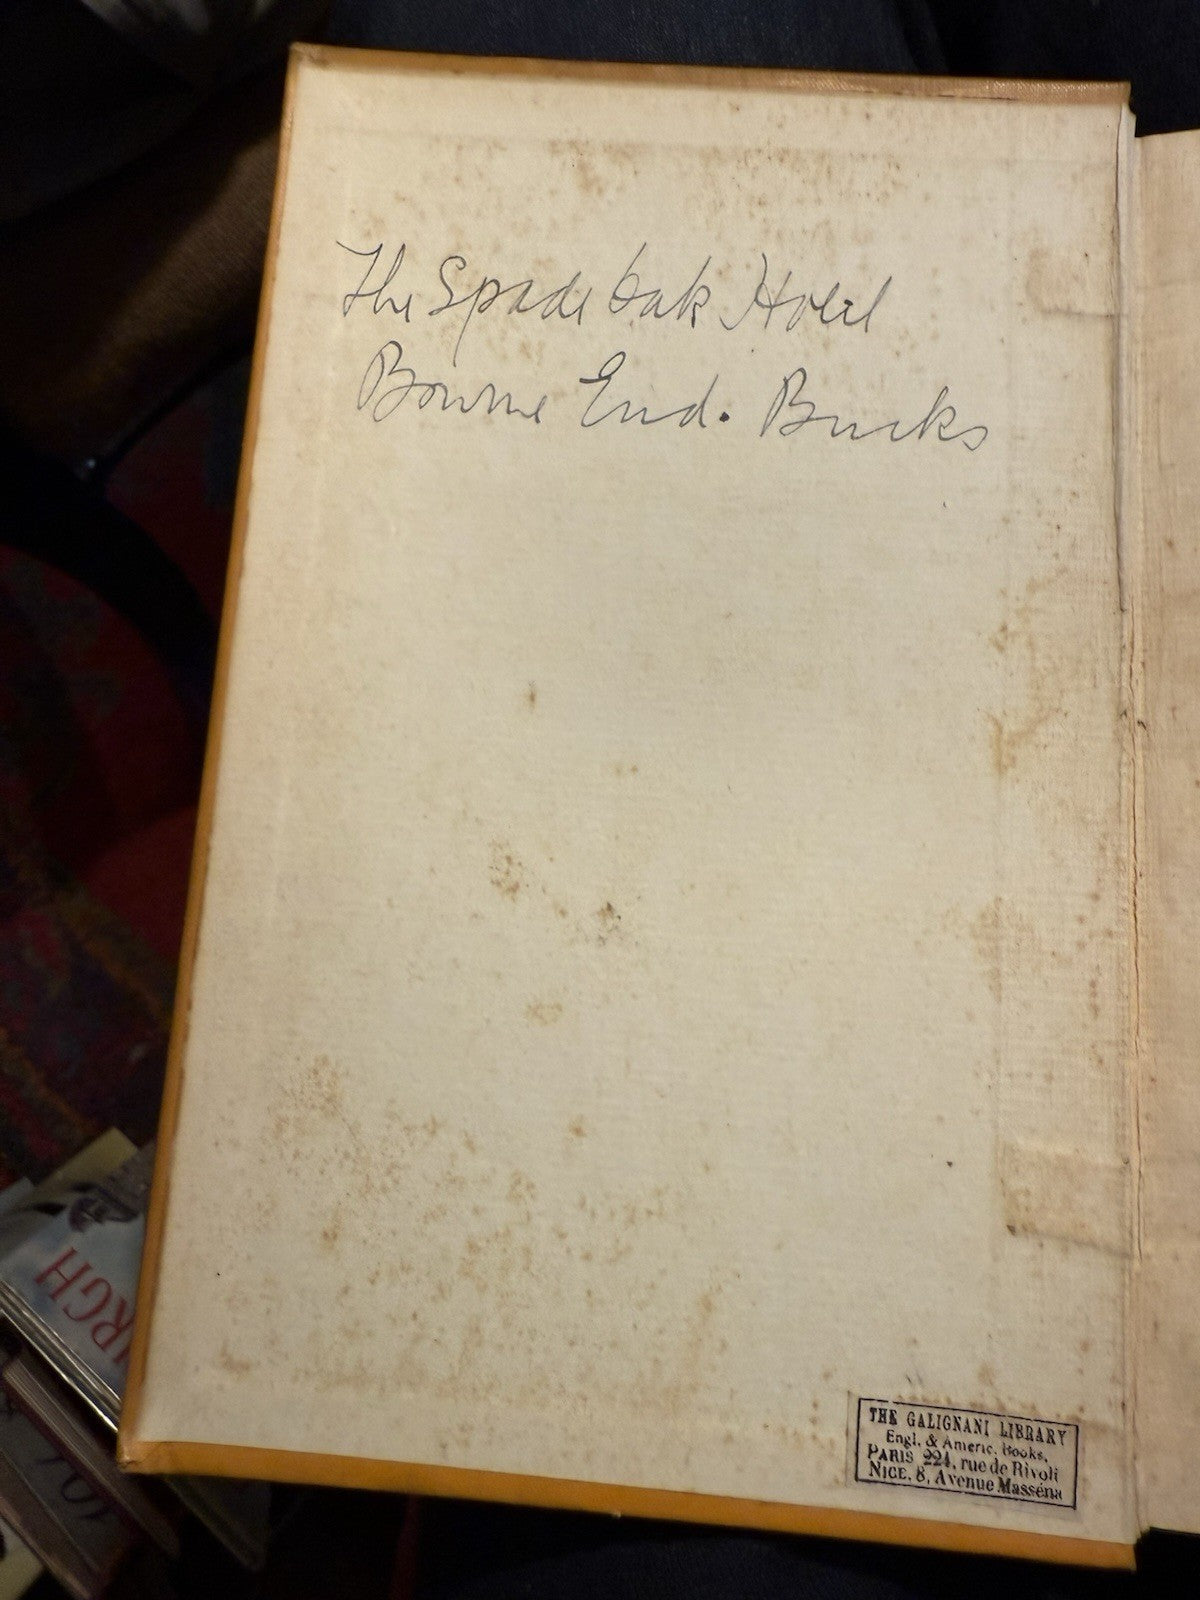 The Spade Oak Hotel
Bourne End. Bucks
THE GALIGNANI LIBRARY
Engl. & Americ. Books,
PARIS 224, rue de Rivoli
NICE, 8, Avenue Masséna